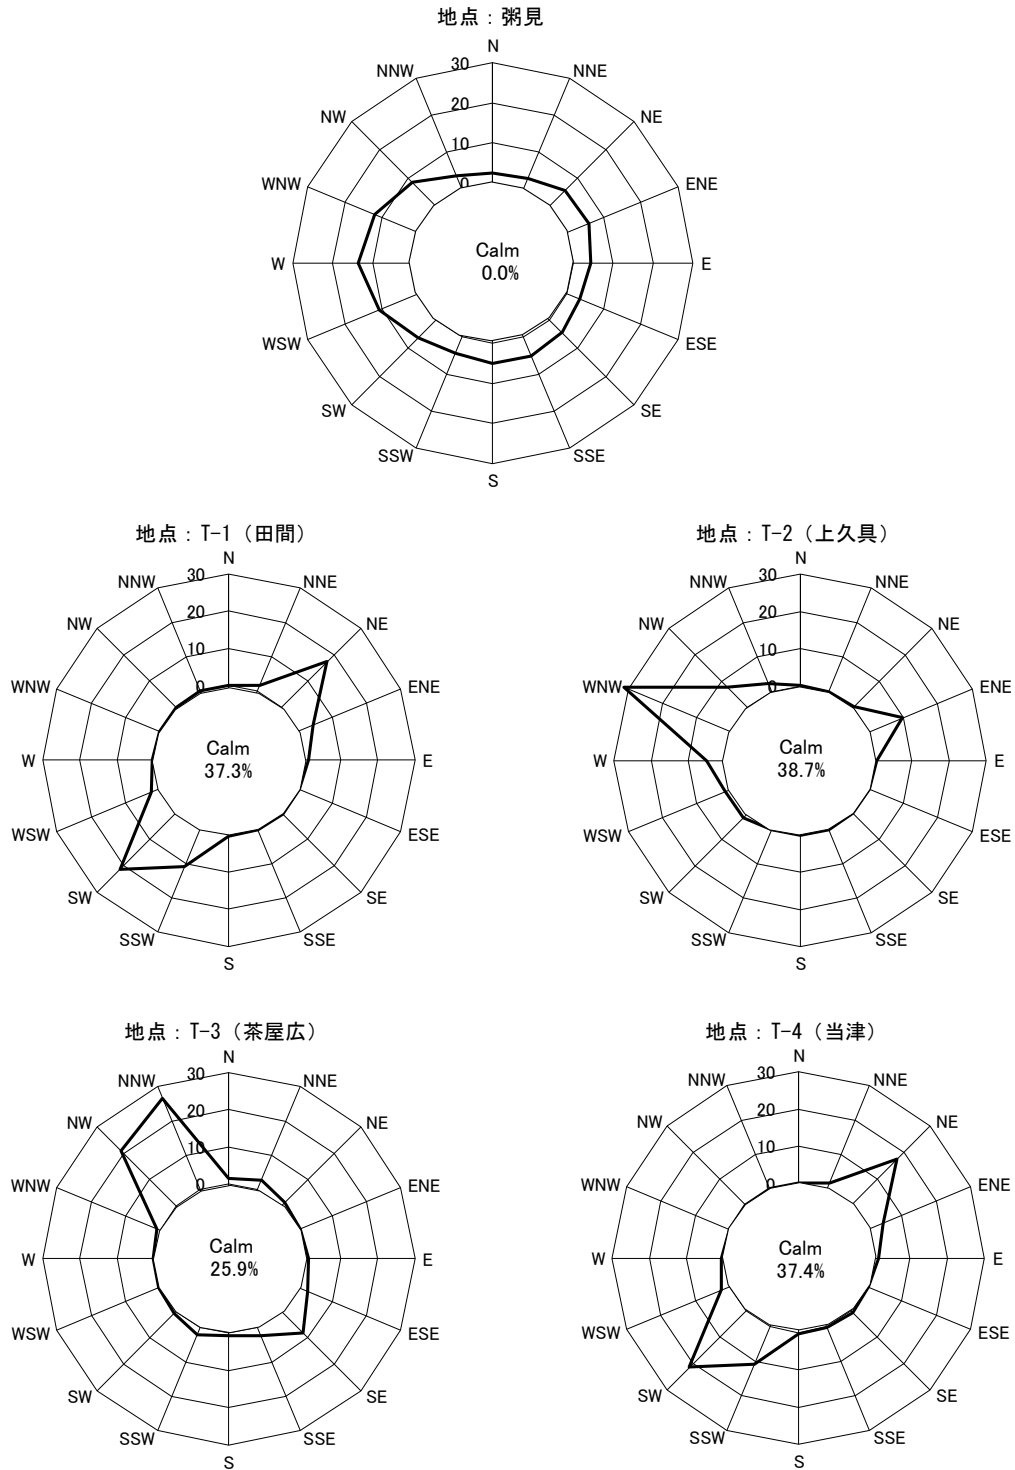 地点：粥見
N
30
NNW
NNE
20
NW
NE
10
WNW
ENE
0
Calm
0.0%
W
E
WSW
ESE
SW
SE
SSW
SSE
S
地点：T-1（田間）
N
30
NNW
NNE
20
NW
NE
10
WNW
ENE
0
Calm
37.3%
W
E
WSW
ESE
SW
SE
SSW
SSE
S
地点：T-2（上久具）
N
30
NNW
NNE
20
NW
NE
10
WNW
ENE
0
Calm
38.7%
W
E
WSW
ESE
SW
SE
SSW
SSE
S
地点：T-3（茶屋広）
N
30
NNW
NNE
20
NW
NE
10
WNW
ENE
0
Calm
25.9%
W
E
WSW
ESE
SW
SE
SSW
SSE
S
地点：T-4（当津）
N
30
NNW
NNE
20
NW
NE
10
WNW
ENE
0
Calm
37.4%
W
E
WSW
ESE
SW
SE
SSW
SSE
S